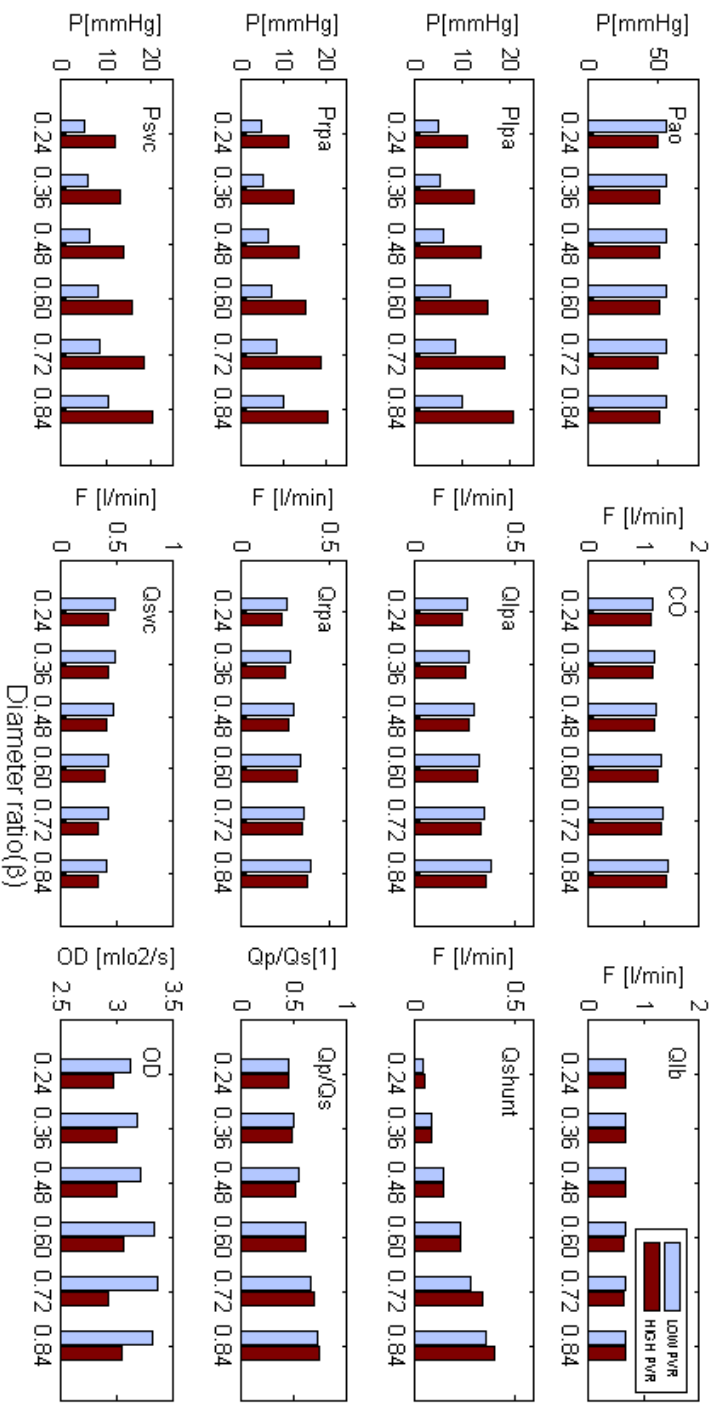 P[mmHg]
50
0
Pao
0.24 0.36 0.48 0.60 0.72 0.84
F [l/min]
2
1
0
CO
0.24 0.36 0.48 0.60 0.72 0.84
F [l/min]
2
1
0
Qlb
LOW PVR
HIGH PVR
0.24 0.36 0.48 0.60 0.72 0.84
P[mmHg]
20
10
0
Plpa
0.24 0.36 0.48 0.60 0.72 0.84
F [l/min]
0.5
0
Qlpa
0.24 0.36 0.48 0.60 0.72 0.84
F [l/min]
0.5
0
Qshunt
0.24 0.36 0.48 0.60 0.72 0.84
P[mmHg]
20
10
0
Prpa
0.24 0.36 0.48 0.60 0.72 0.84
F [l/min]
0.5
0
Qrpa
0.24 0.36 0.48 0.60 0.72 0.84
Qp/Qs[1]
1
0.5
0
Qp/Qs
0.24 0.36 0.48 0.60 0.72 0.84
P[mmHg]
20
10
0
Psvc
0.24 0.36 0.48 0.60 0.72 0.84
F [l/min]
1
0.5
0
Qsvc
0.24 0.36 0.48 0.60 0.72 0.84
OD [mlo2/s]
3.5
3
2.5
OD
0.24 0.36 0.48 0.60 0.72 0.84
Diameter ratio(β)